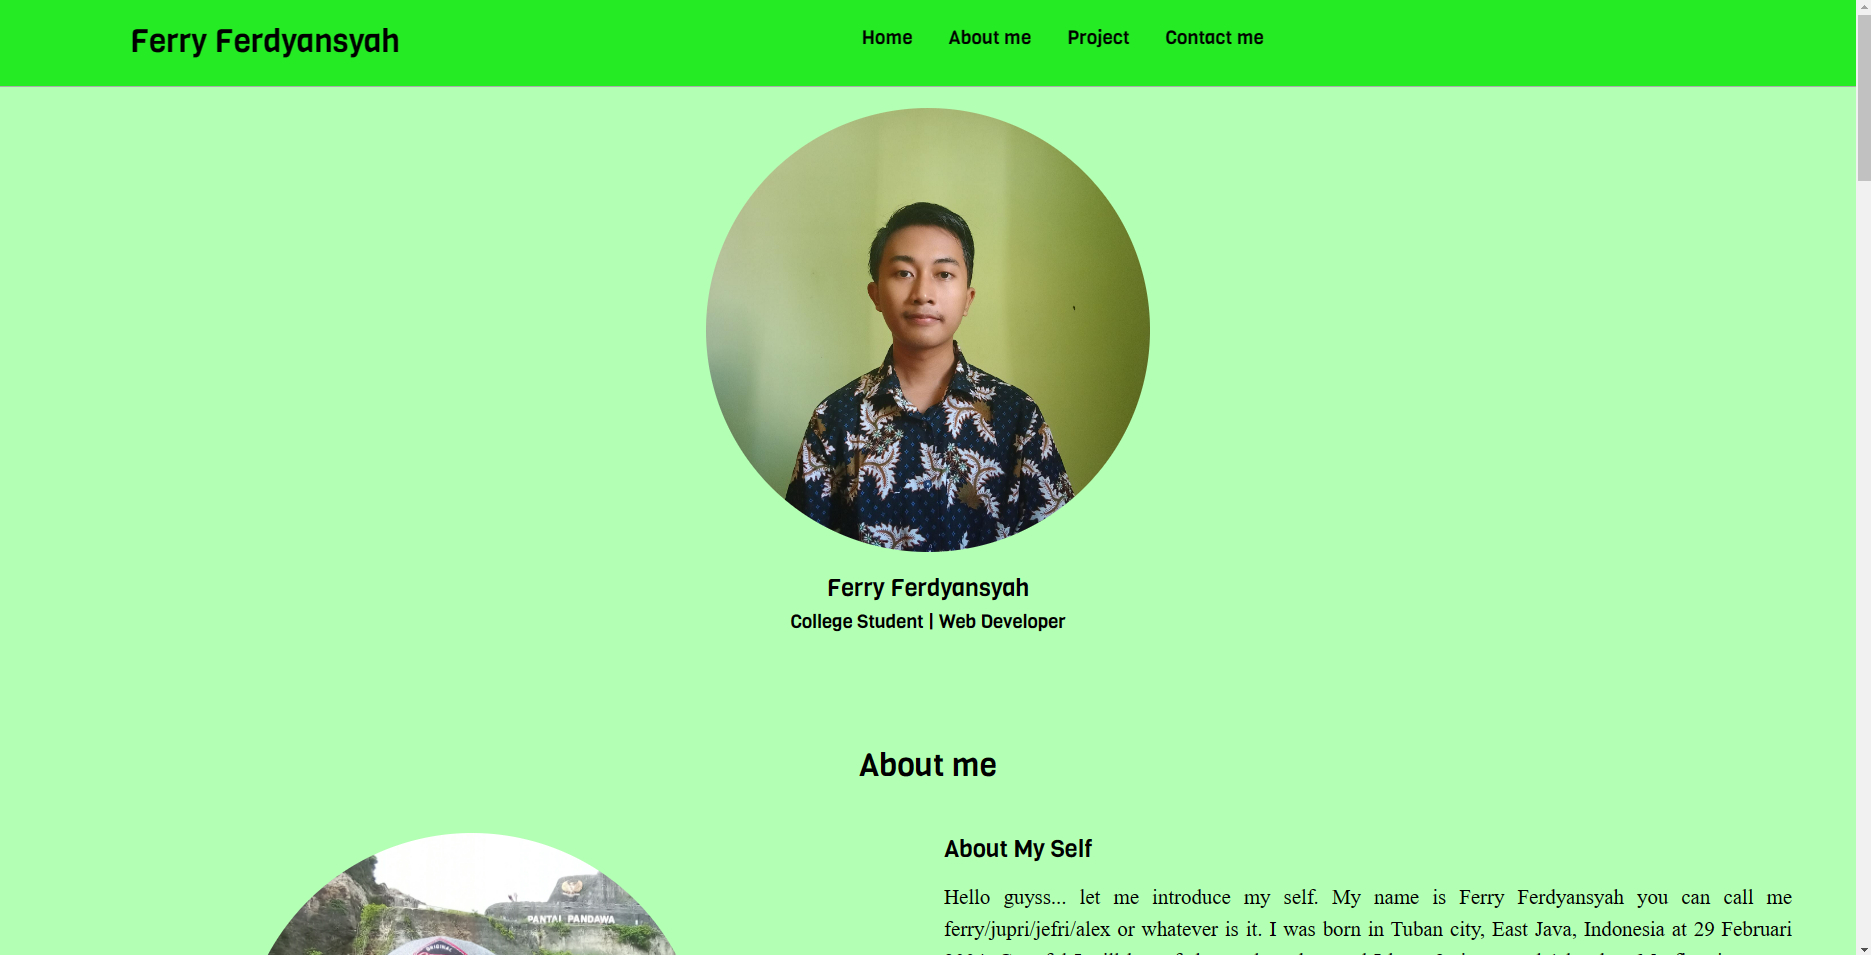 Ferry Ferdyansyah
Home About me Project Contact me
Ferry Ferdyansyah
College Student | Web Developer
About me
About My Self
PANTAI PANDAWA
ORIGINAL
Hello guyss... let me introduce my self. My name is Ferry Ferdyansyah you can call me
ferry/jupri/jefri/alex or whatever is it. I was born in Tuban city, East Java, Indonesia at 29 Februari